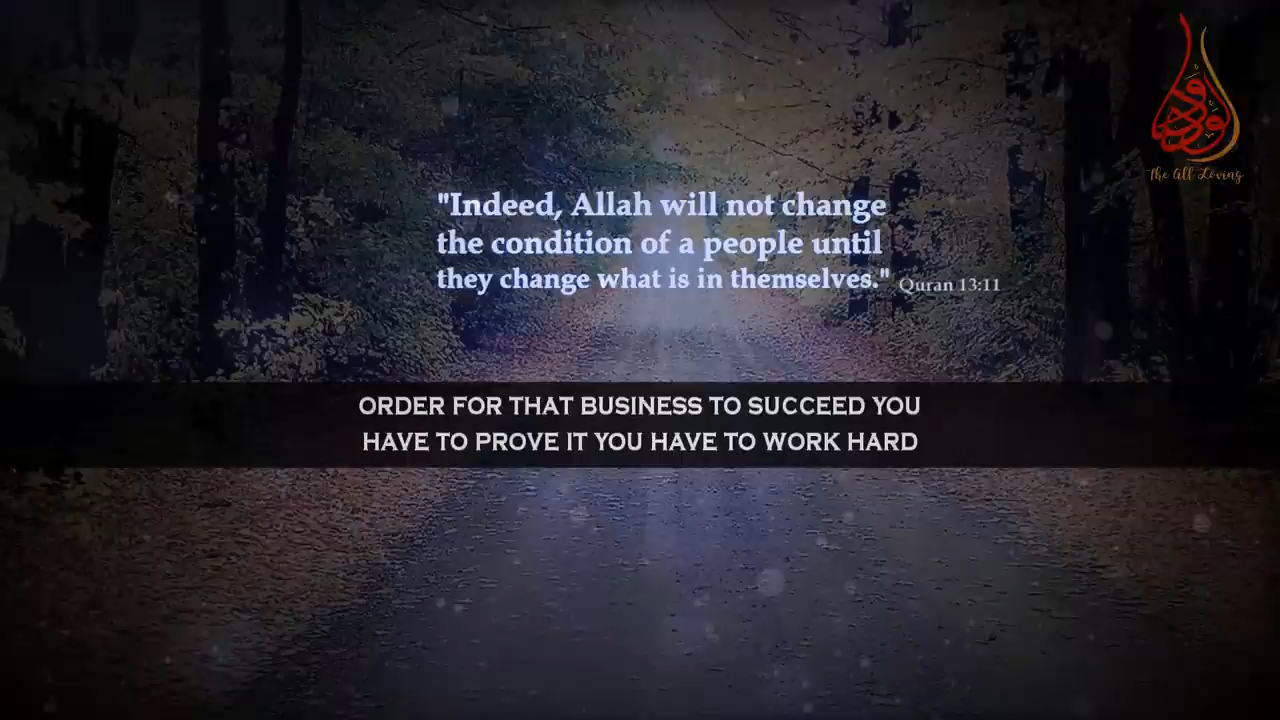 "Indeed, Allah will not change
the condition of a people until
they change what is in themselves." Quran 13:11
ORDER FOR THAT BUSINESS TO SUCCEED YOU
HAVE TO PROVE IT YOU HAVE TO WORK HARD
The All Loving